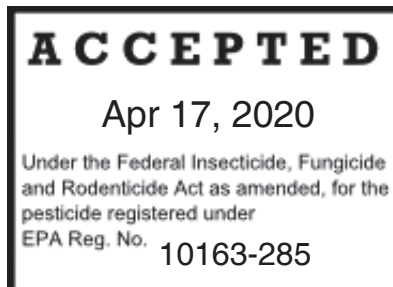 ACCEPTED
Apr 17, 2020
Under the Federal Insecticide, Fungicide
and Rodenticide Act as amended, for the
pesticide registered under
EPA Reg. No. 10163-285